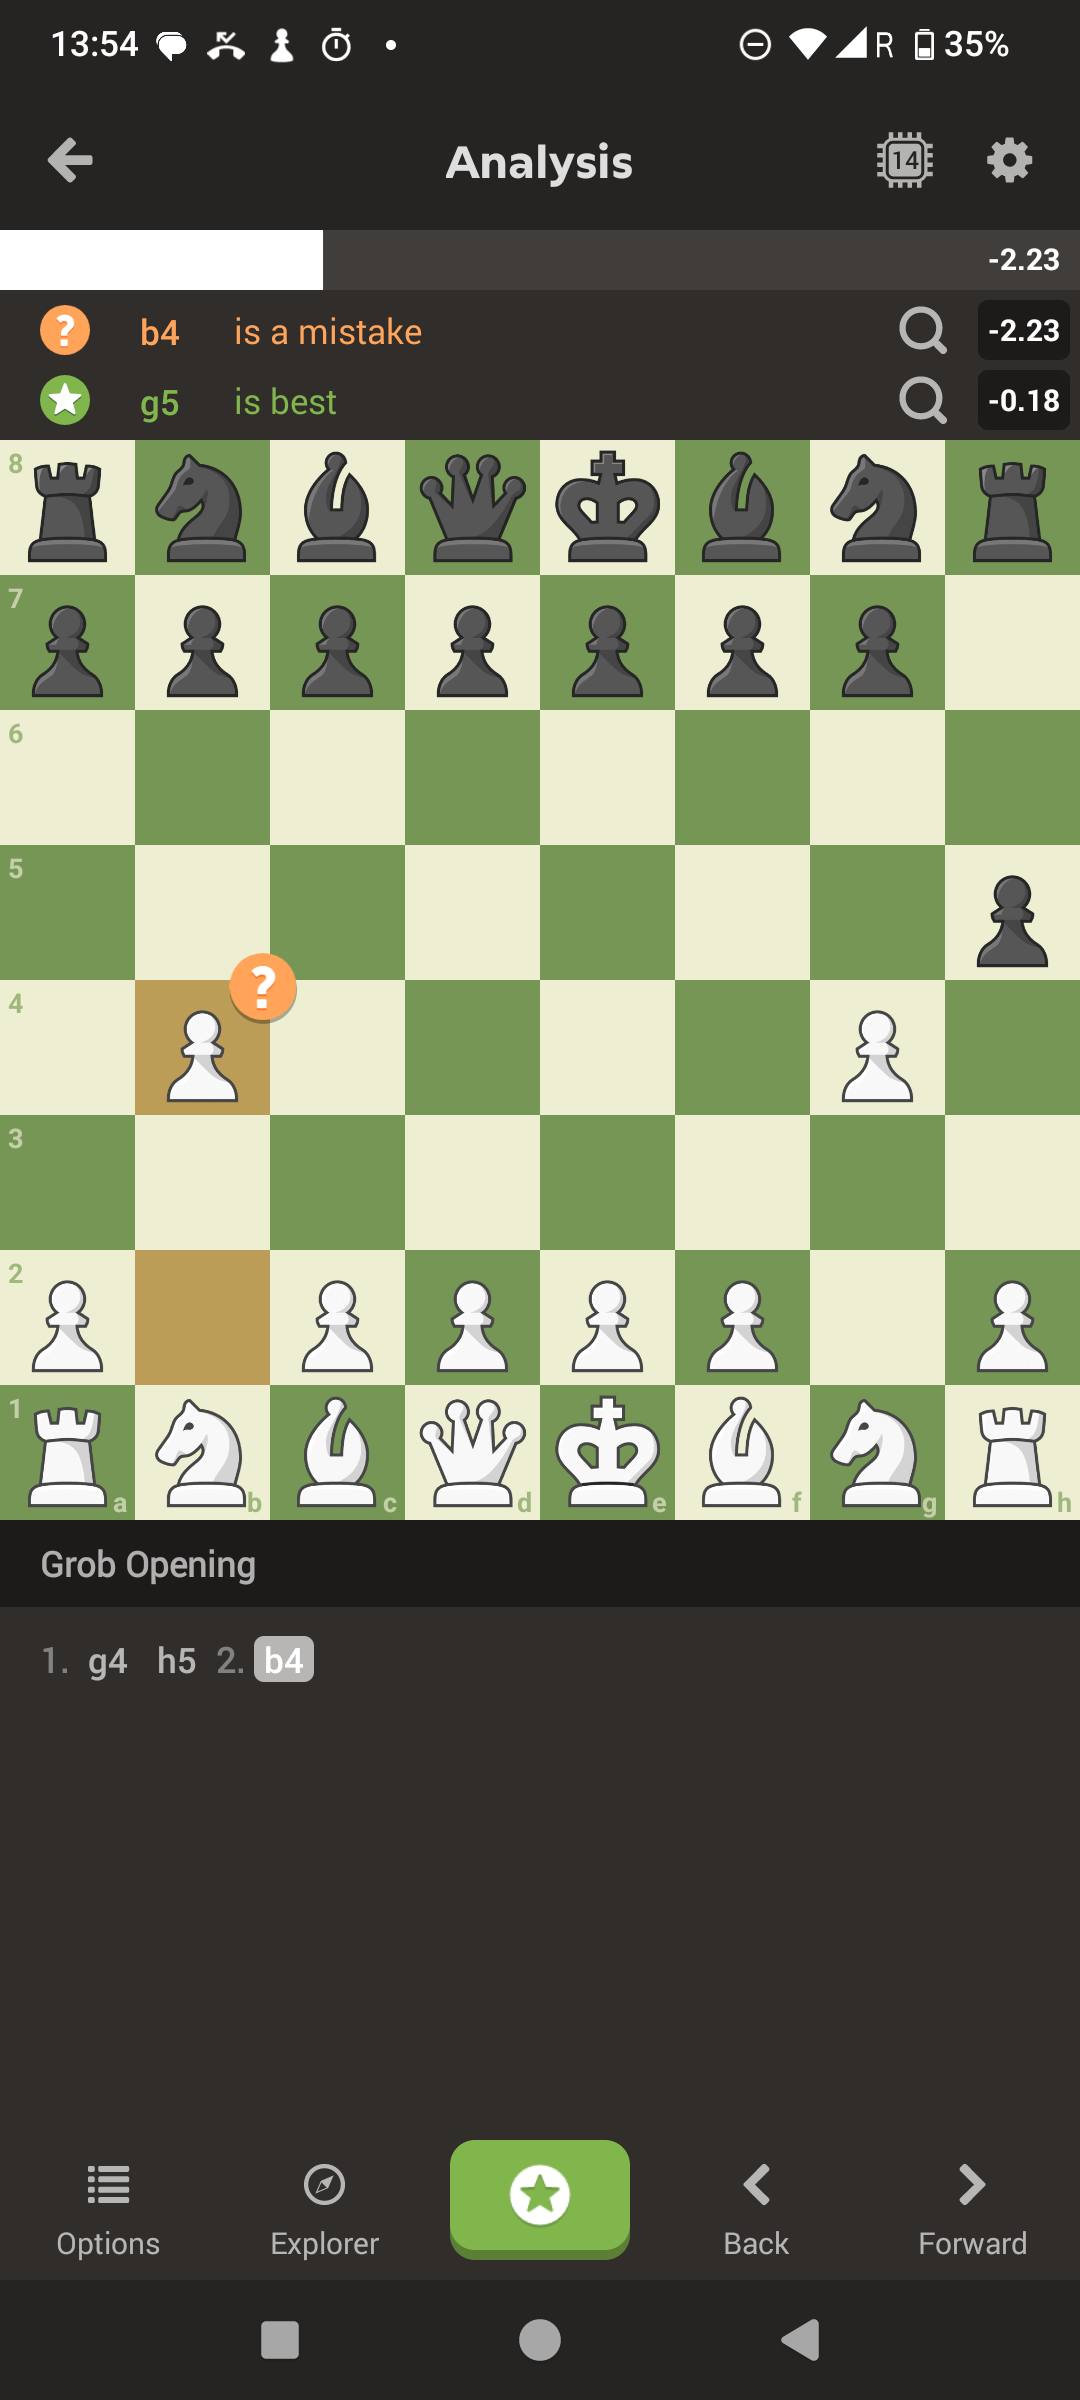 13:54 R 35%
Analysis 14
-2.23
? b4 is a mistake -2.23
g5 is best -0.18
8
7
6
5
?
4
3
2
1
a b c d e f g h
Grob Opening
1. g4 h5 2. b4
Options Explorer Back Forward